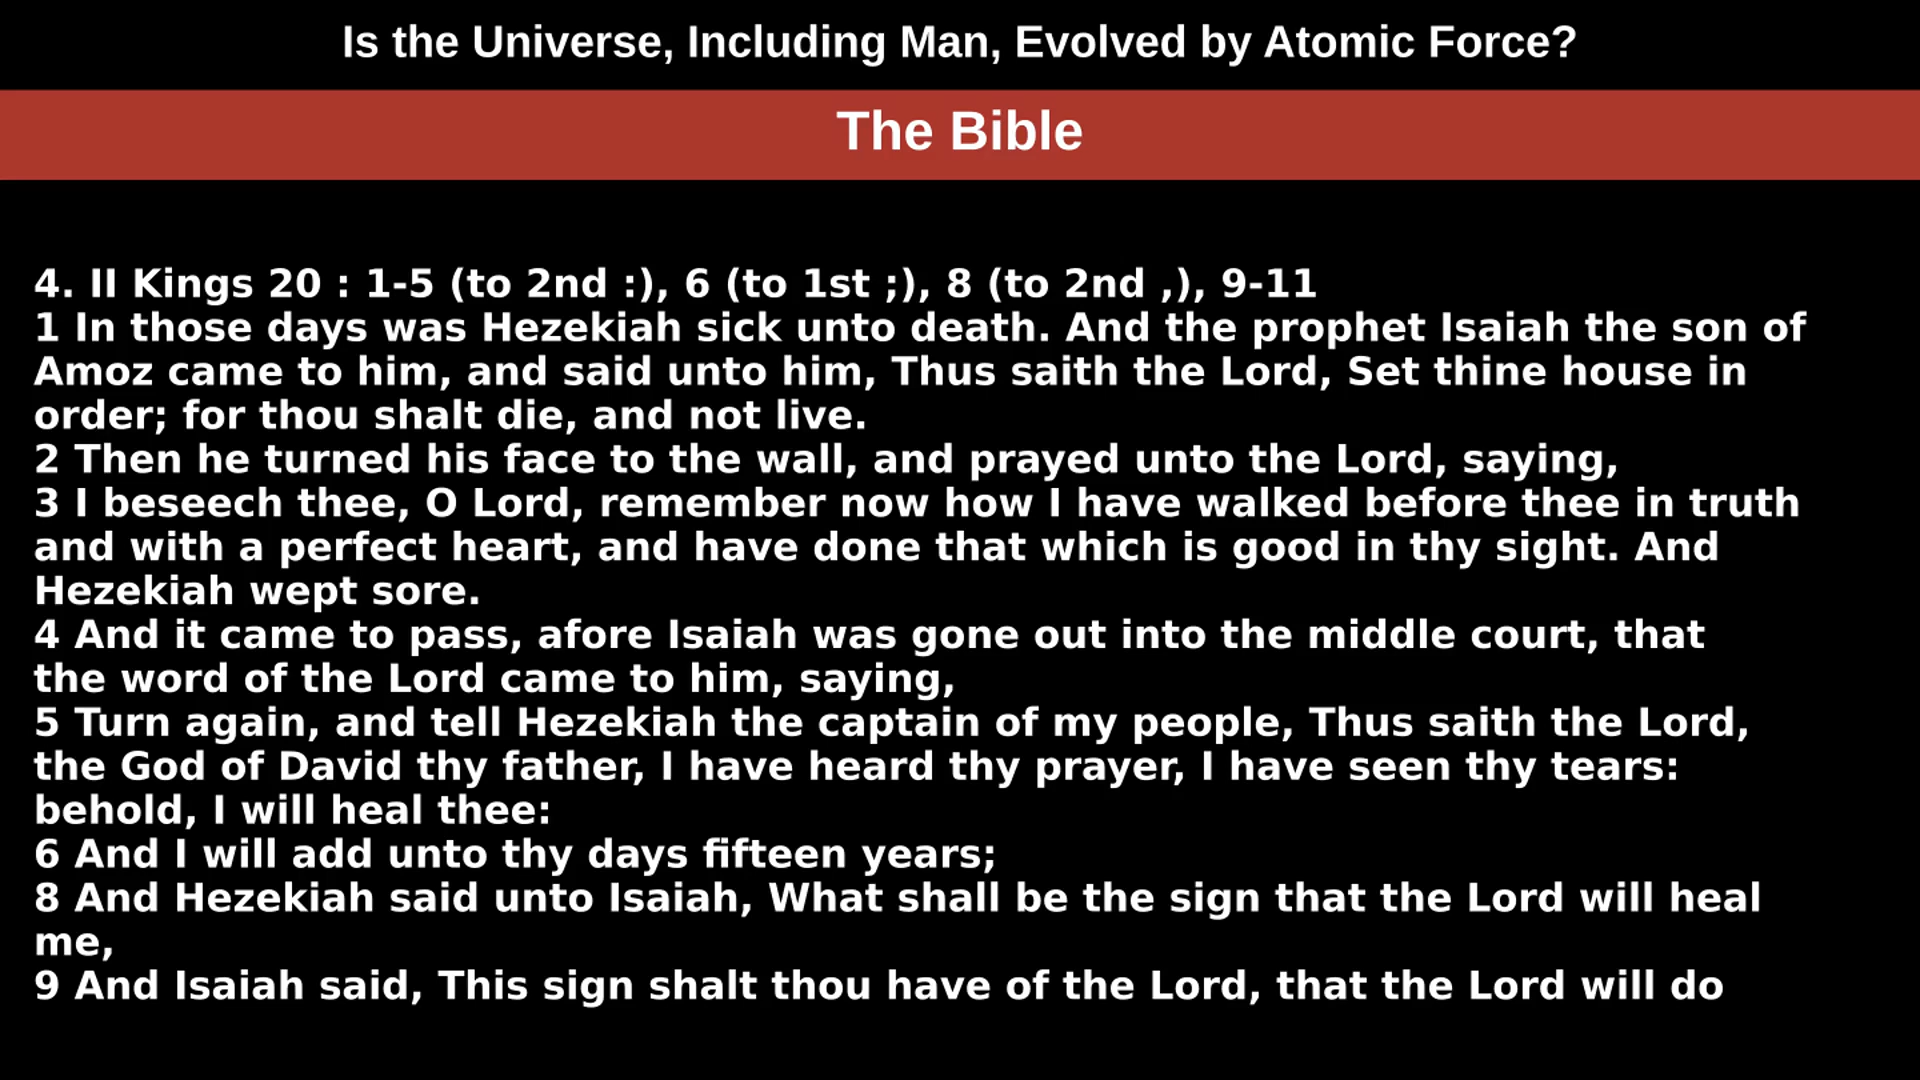 Is the Universe, Including Man, Evolved by Atomic Force?
The Bible
4. II Kings 20 : 1-5 (to 2nd :), 6 (to 1st ;), 8 (to 2nd ,), 9-11
1 In those days was Hezekiah sick unto death. And the prophet Isaiah the son of
Amoz came to him, and said unto him, Thus saith the Lord, Set thine house in
order; for thou shalt die, and not live.
2 Then he turned his face to the wall, and prayed unto the Lord, saying,
3 I beseech thee, O Lord, remember now how I have walked before thee in truth
and with a perfect heart, and have done that which is good in thy sight. And
Hezekiah wept sore.
4 And it came to pass, afore Isaiah was gone out into the middle court, that
the word of the Lord came to him, saying,
5 Turn again, and tell Hezekiah the captain of my people, Thus saith the Lord,
the God of David thy father, I have heard thy prayer, I have seen thy tears:
behold, I will heal thee:
6 And I will add unto thy days fifteen years;
8 And Hezekiah said unto Isaiah, What shall be the sign that the Lord will heal
me,
9 And Isaiah said, This sign shalt thou have of the Lord, that the Lord will do